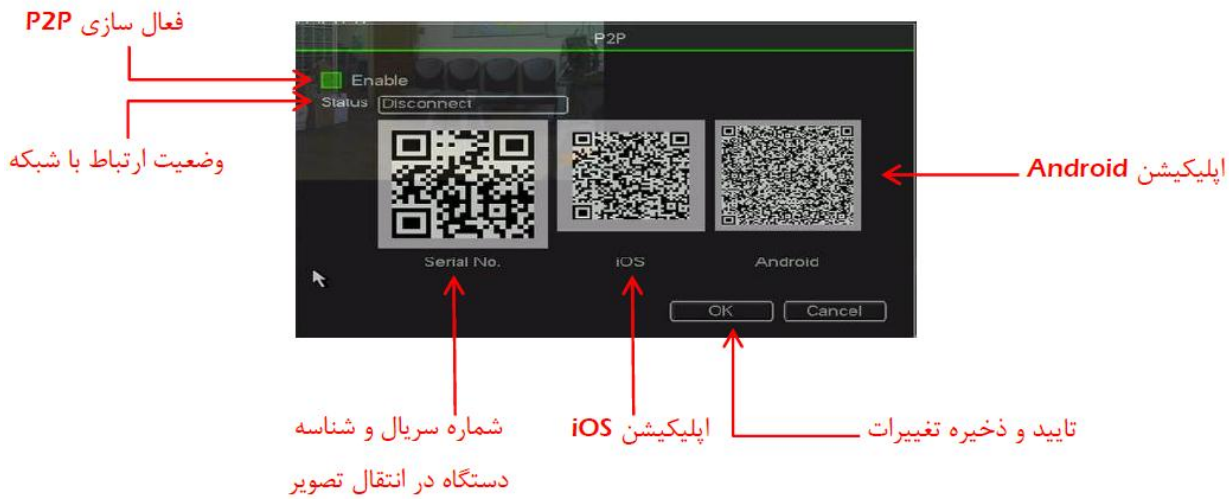 فعال سازی P2P
P2P
Enable
Status Disconnect
وضعیت ارتباط با شبکه
اپلیکیشن Android
Serial No.
iOS
Android
OK
Cancel
شماره سریال و شناسه
دستگاه در انتقال تصویر
اپلیکیشن iOS
تایید و ذخیره تغییرات